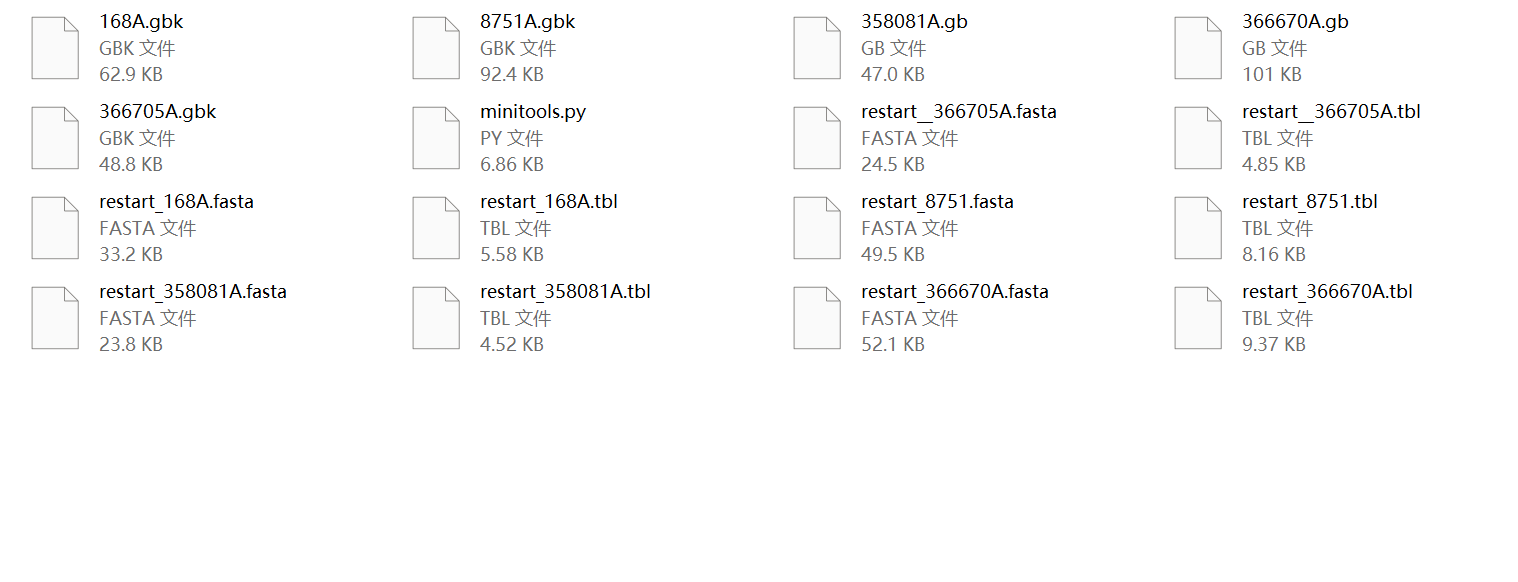 168A.gbk
GBK 文件
62.9 KB
8751A.gbk
GBK 文件
92.4 KB
358081A.gb
GB 文件
47.0 KB
366670A.gb
GB 文件
101 KB
366705A.gbk
GBK 文件
48.8 KB
minitools.py
PY 文件
6.86 KB
restart__366705A.fasta
FASTA 文件
24.5 KB
restart__366705A.tbl
TBL 文件
4.85 KB
restart_168A.fasta
FASTA 文件
33.2 KB
restart_168A.tbl
TBL 文件
5.58 KB
restart_8751.fasta
FASTA 文件
49.5 KB
restart_8751.tbl
TBL 文件
8.16 KB
restart_358081A.fasta
FASTA 文件
23.8 KB
restart_358081A.tbl
TBL 文件
4.52 KB
restart_366670A.fasta
FASTA 文件
52.1 KB
restart_366670A.tbl
TBL 文件
9.37 KB